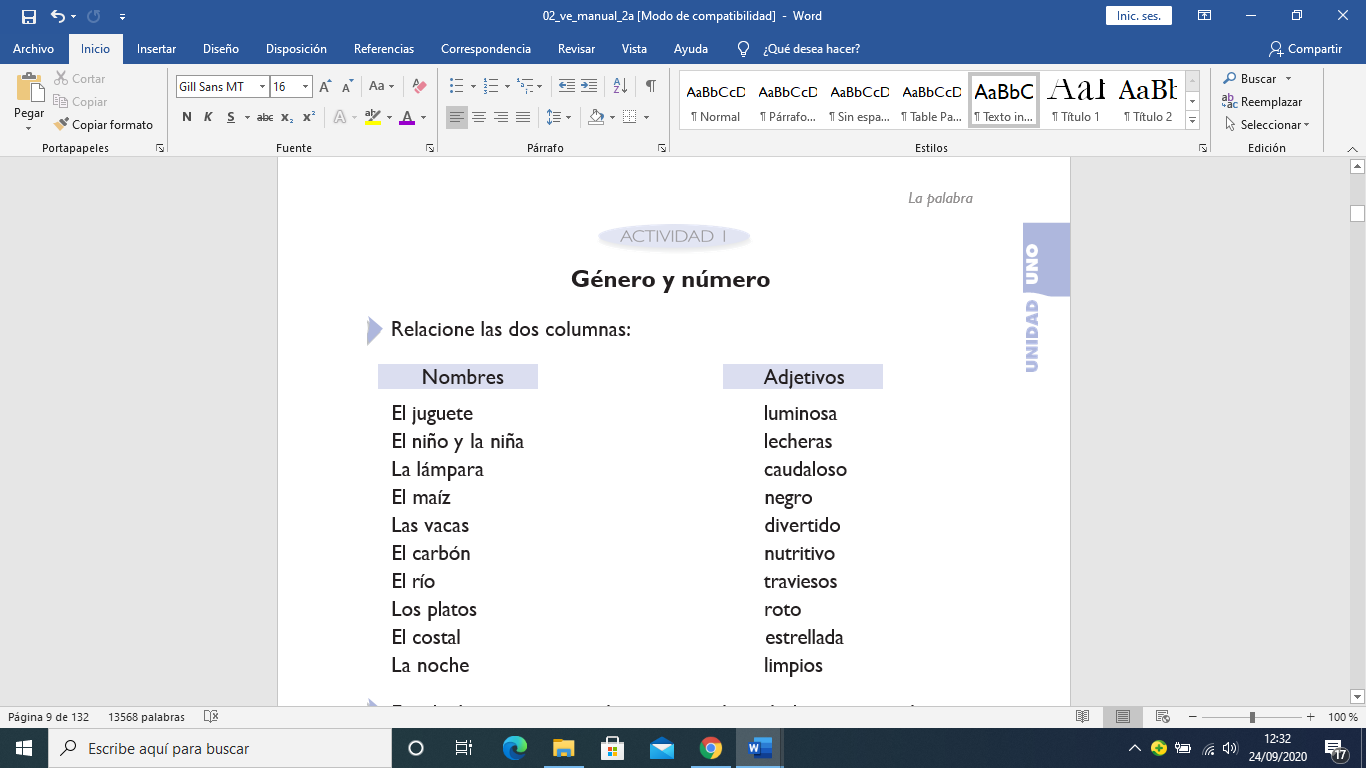 02_ve_manual_2a [Modo de compatibilidad] - Word
Inic. ses.
Archivo Inicio Insertar Diseño Disposición Referencias Correspondencia Revisar Vista Ayuda ¿Qué desea hacer? Compartir
Pegar
Cortar
Copiar
Copiar formato
Portapapeles
Gill Sans MT 16
N K S abc x₂ x²
Fuente
Párrafo
AaBbCcD AaBbCcD AaBbCcD AaBbCcD AaBbC AaI AaBb
¶ Normal ¶ Párrafo... ¶ Sin espa... ¶ Table Pa... ¶ Texto in... ¶ Título 1 ¶ Título 2
Estilos
Buscar
Reemplazar
Seleccionar
Edición
La palabra
ACTIVIDAD 1
UNIDAD UNO
Género y número
Relacione las dos columnas:
Nombres Adjetivos
El juguete luminosa
El niño y la niña lecheras
La lámpara caudaloso
El maíz negro
Las vacas divertido
El carbón nutritivo
El río traviesos
Los platos roto
El costal estrellada
La noche limpios
Página 9 de 132 13568 palabras 100 %
Escribe aquí para buscar
12:32
24/09/2020
17